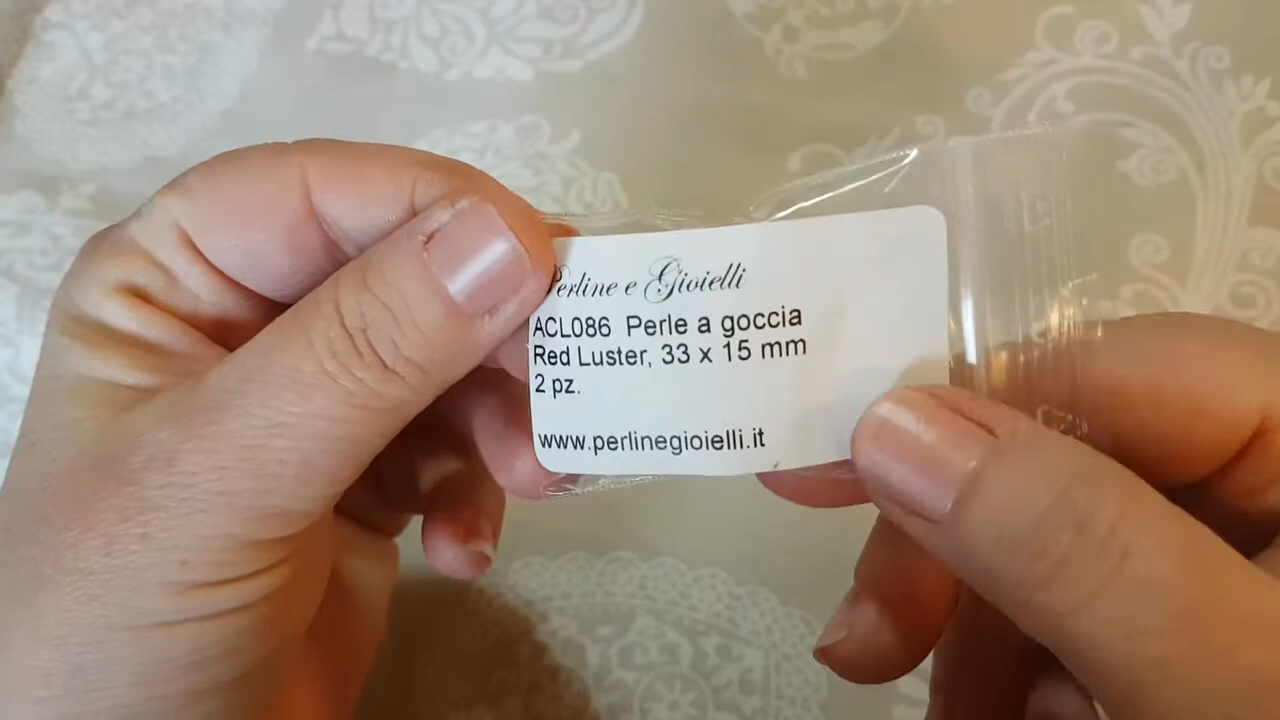 Perline e Gioielli
ACL086 Perle a goccia
Red Luster, 33 x 15 mm
2 pz.
www.perlinegioielli.it